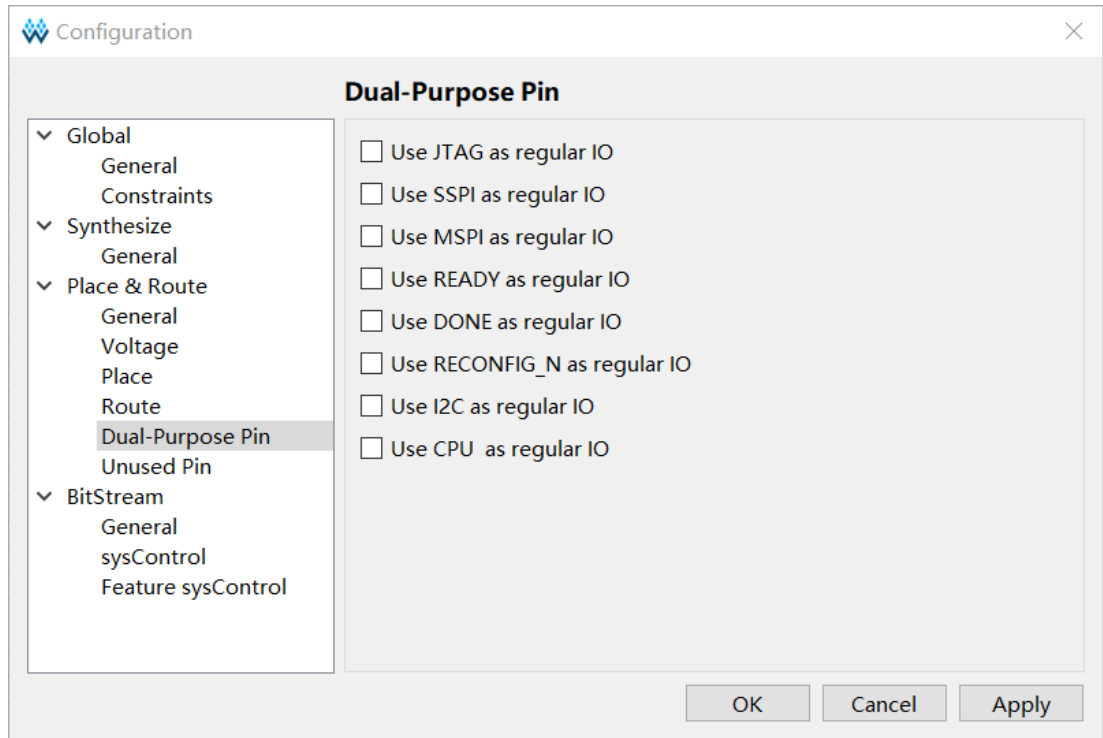 Configuration
Dual-Purpose Pin
Global
General
Constraints
Synthesize
General
Place & Route
General
Voltage
Place
Route
Dual-Purpose Pin
Unused Pin
BitStream
General
sysControl
Feature sysControl
Use JTAG as regular IO
Use SSPI as regular IO
Use MSPI as regular IO
Use READY as regular IO
Use DONE as regular IO
Use RECONFIG_N as regular IO
Use I2C as regular IO
Use CPU  as regular IO
OK
Cancel
Apply